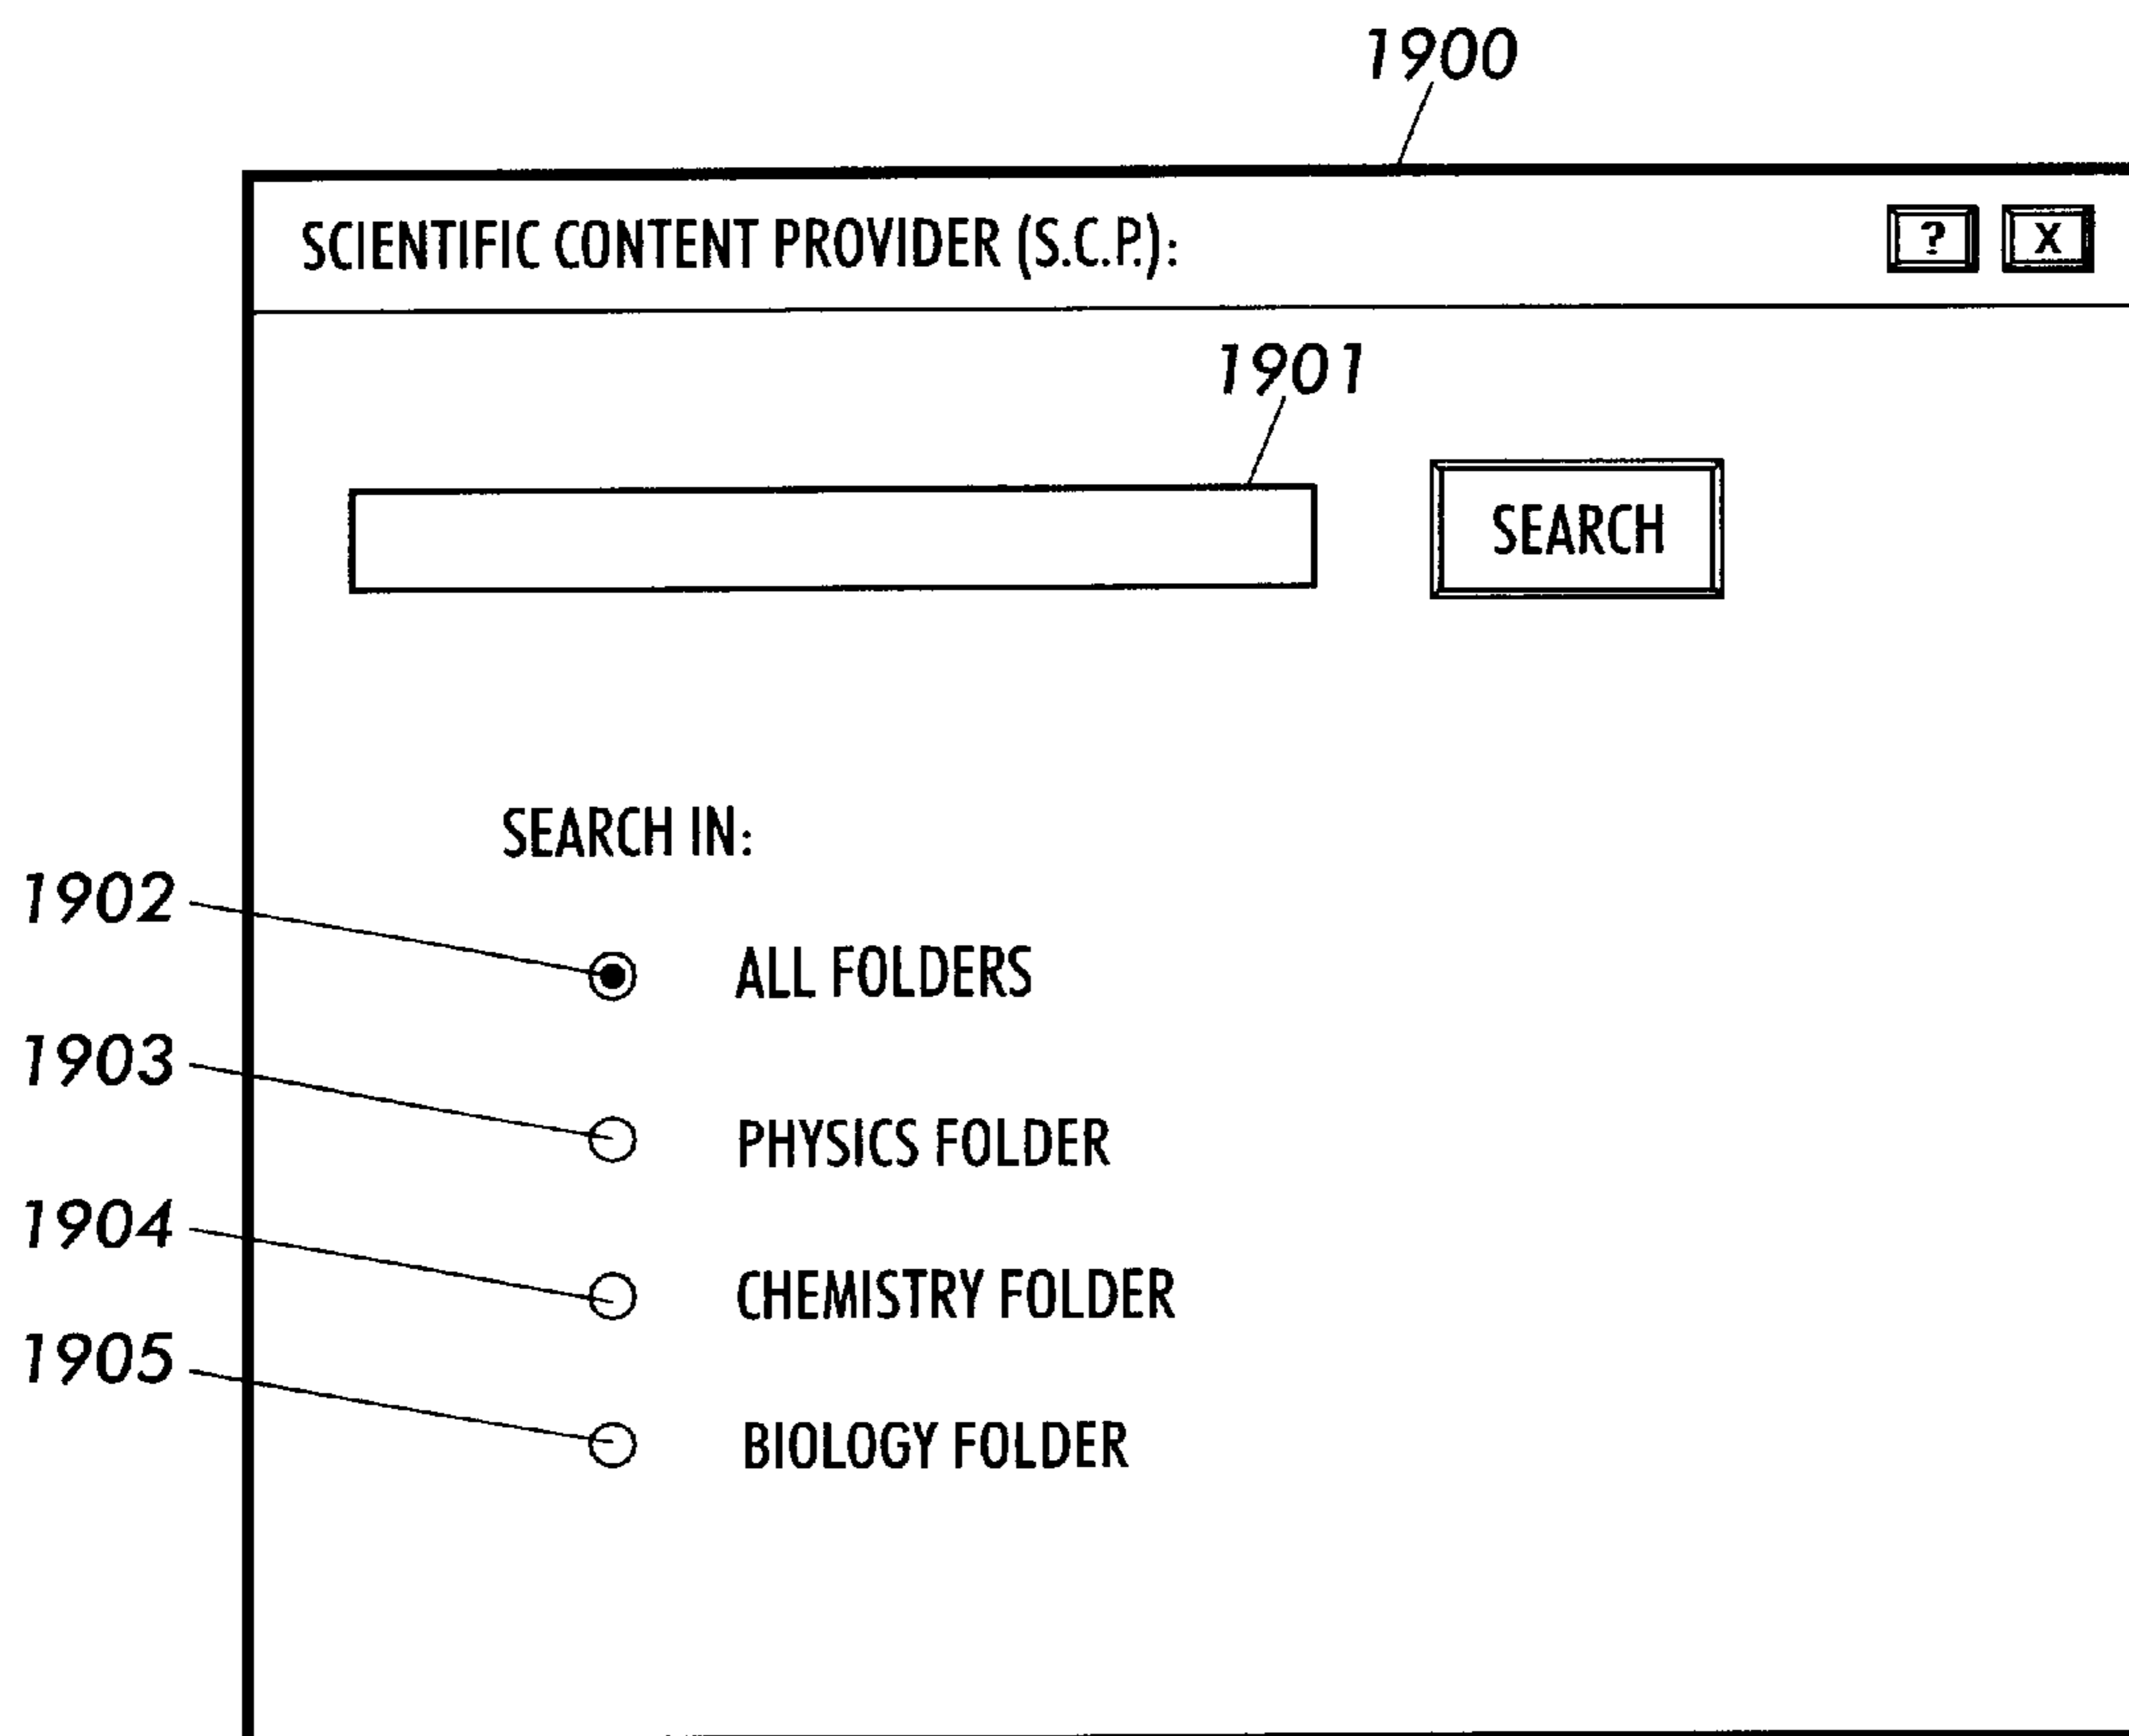 1900
SCIENTIFIC CONTENT PROVIDER (S.C.P.): ? X
1901
SEARCH
SEARCH IN:
1902
ALL FOLDERS
1903
PHYSICS FOLDER
1904
CHEMISTRY FOLDER
1905
BIOLOGY FOLDER